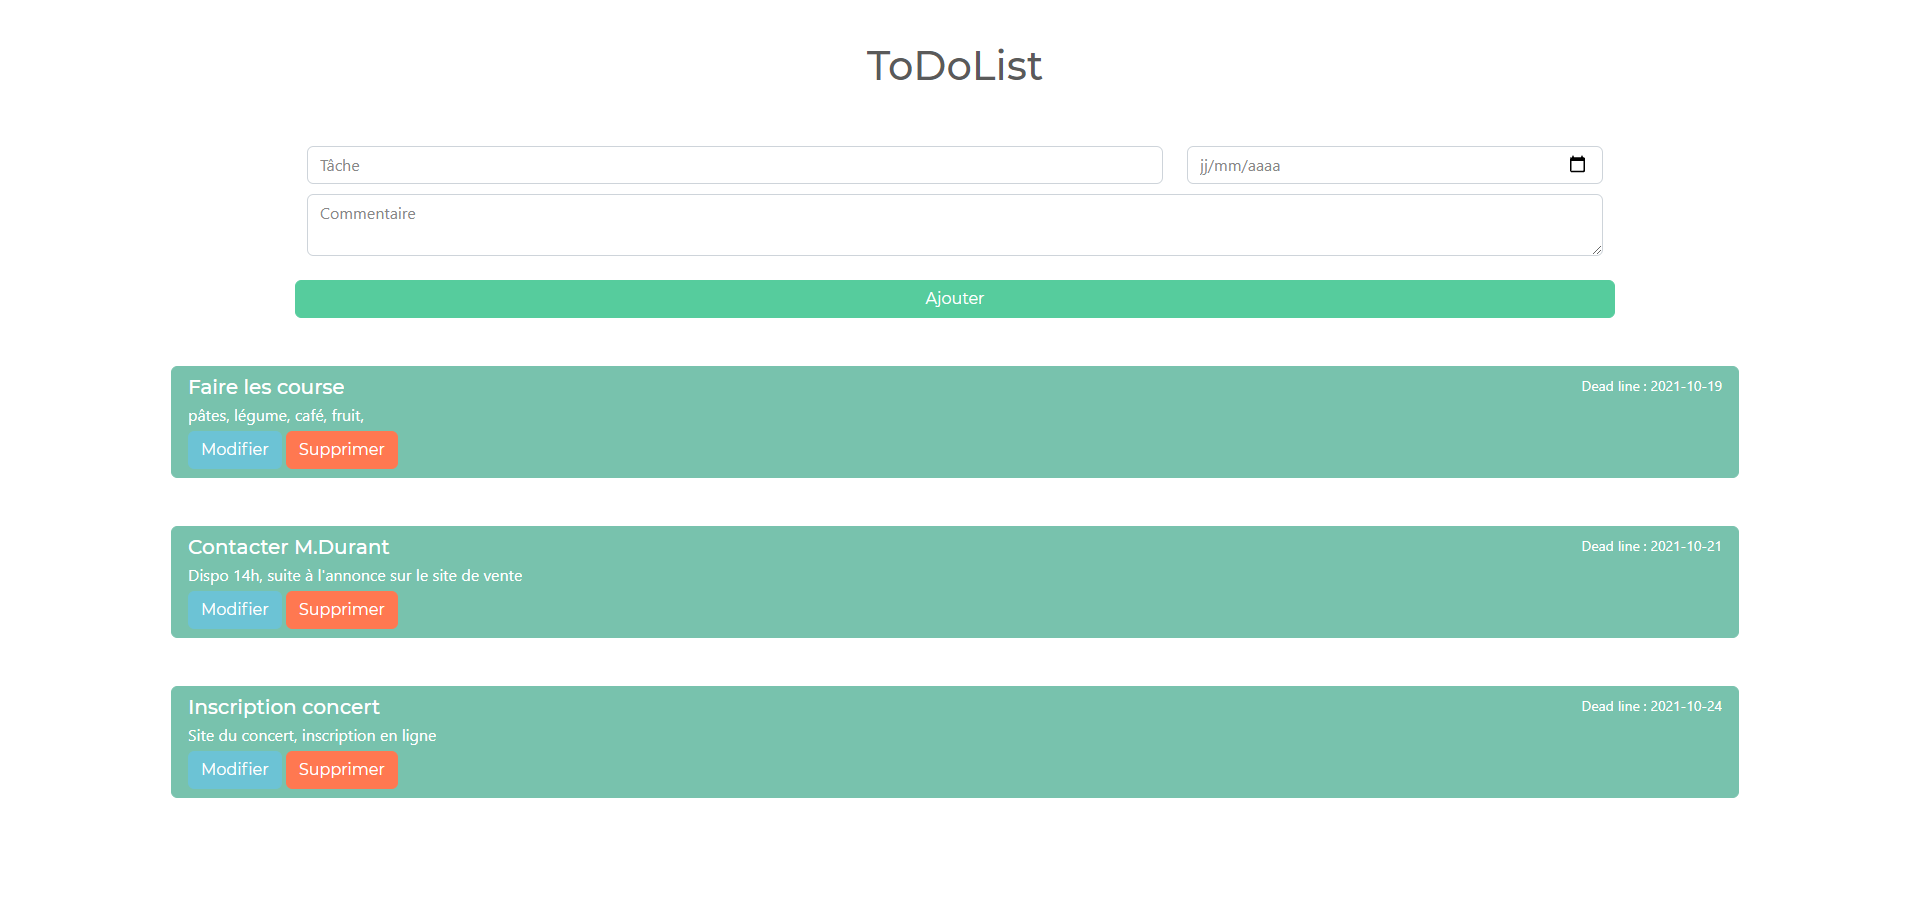 ToDoList
Tâche
jj/mm/aaaa
Commentaire
Ajouter
Faire les course
Dead line : 2021-10-19
pâtes, légume, café, fruit,
Modifier Supprimer
Contacter M.Durant
Dead line : 2021-10-21
Dispo 14h, suite à l'annonce sur le site de vente
Modifier Supprimer
Inscription concert
Dead line : 2021-10-24
Site du concert, inscription en ligne
Modifier Supprimer